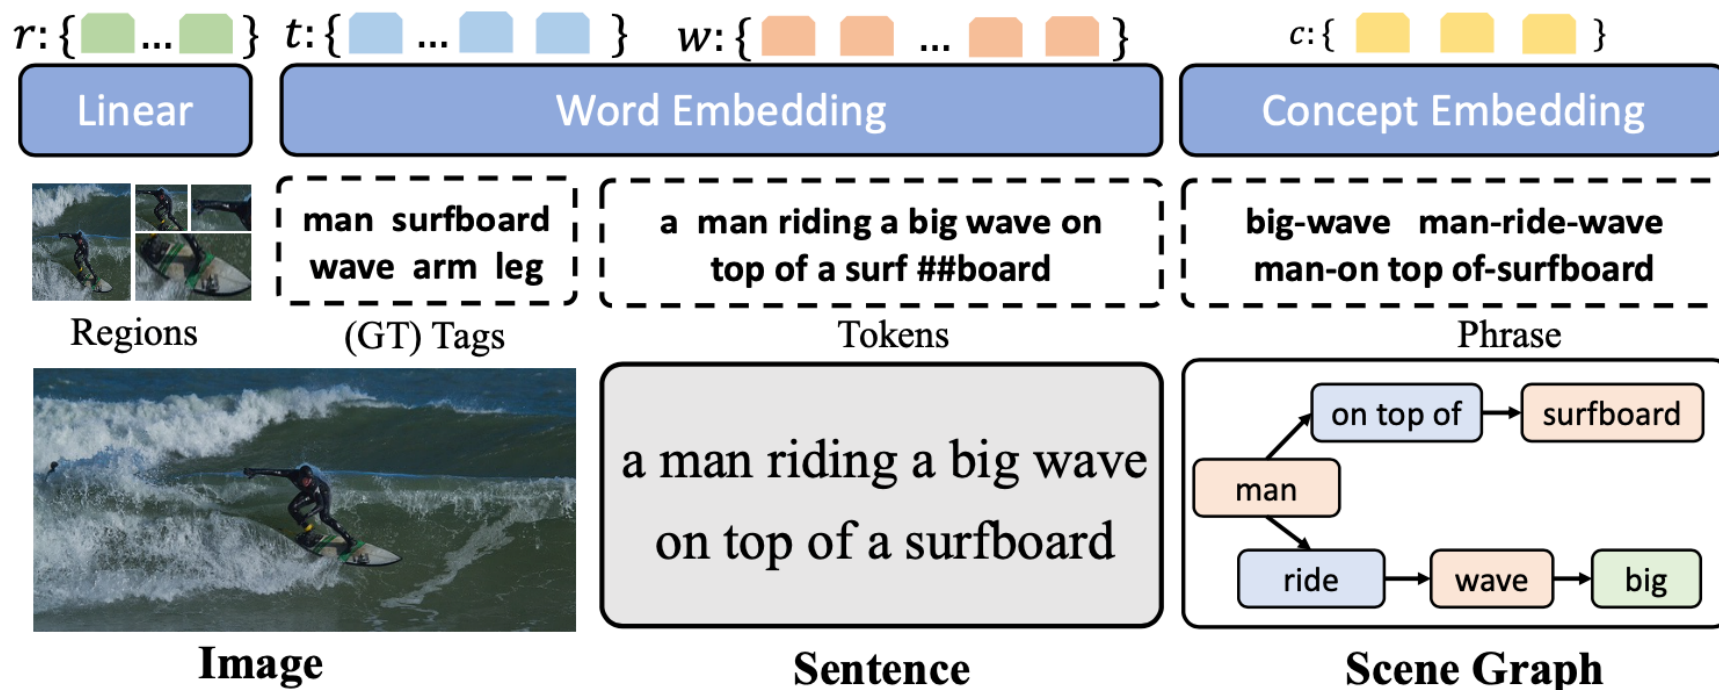 r: { ... } t: { ... } w: { ... } c: { }
Linear Word Embedding Concept Embedding
man surfboard
wave arm leg
a man riding a big wave on
top of a surf ##board
big-wave man-ride-wave
man-on top of-surfboard
Regions (GT) Tags Tokens Phrase
a man riding a big wave
on top of a surfboard
on top of surfboard
man
ride wave big
Image Sentence Scene Graph